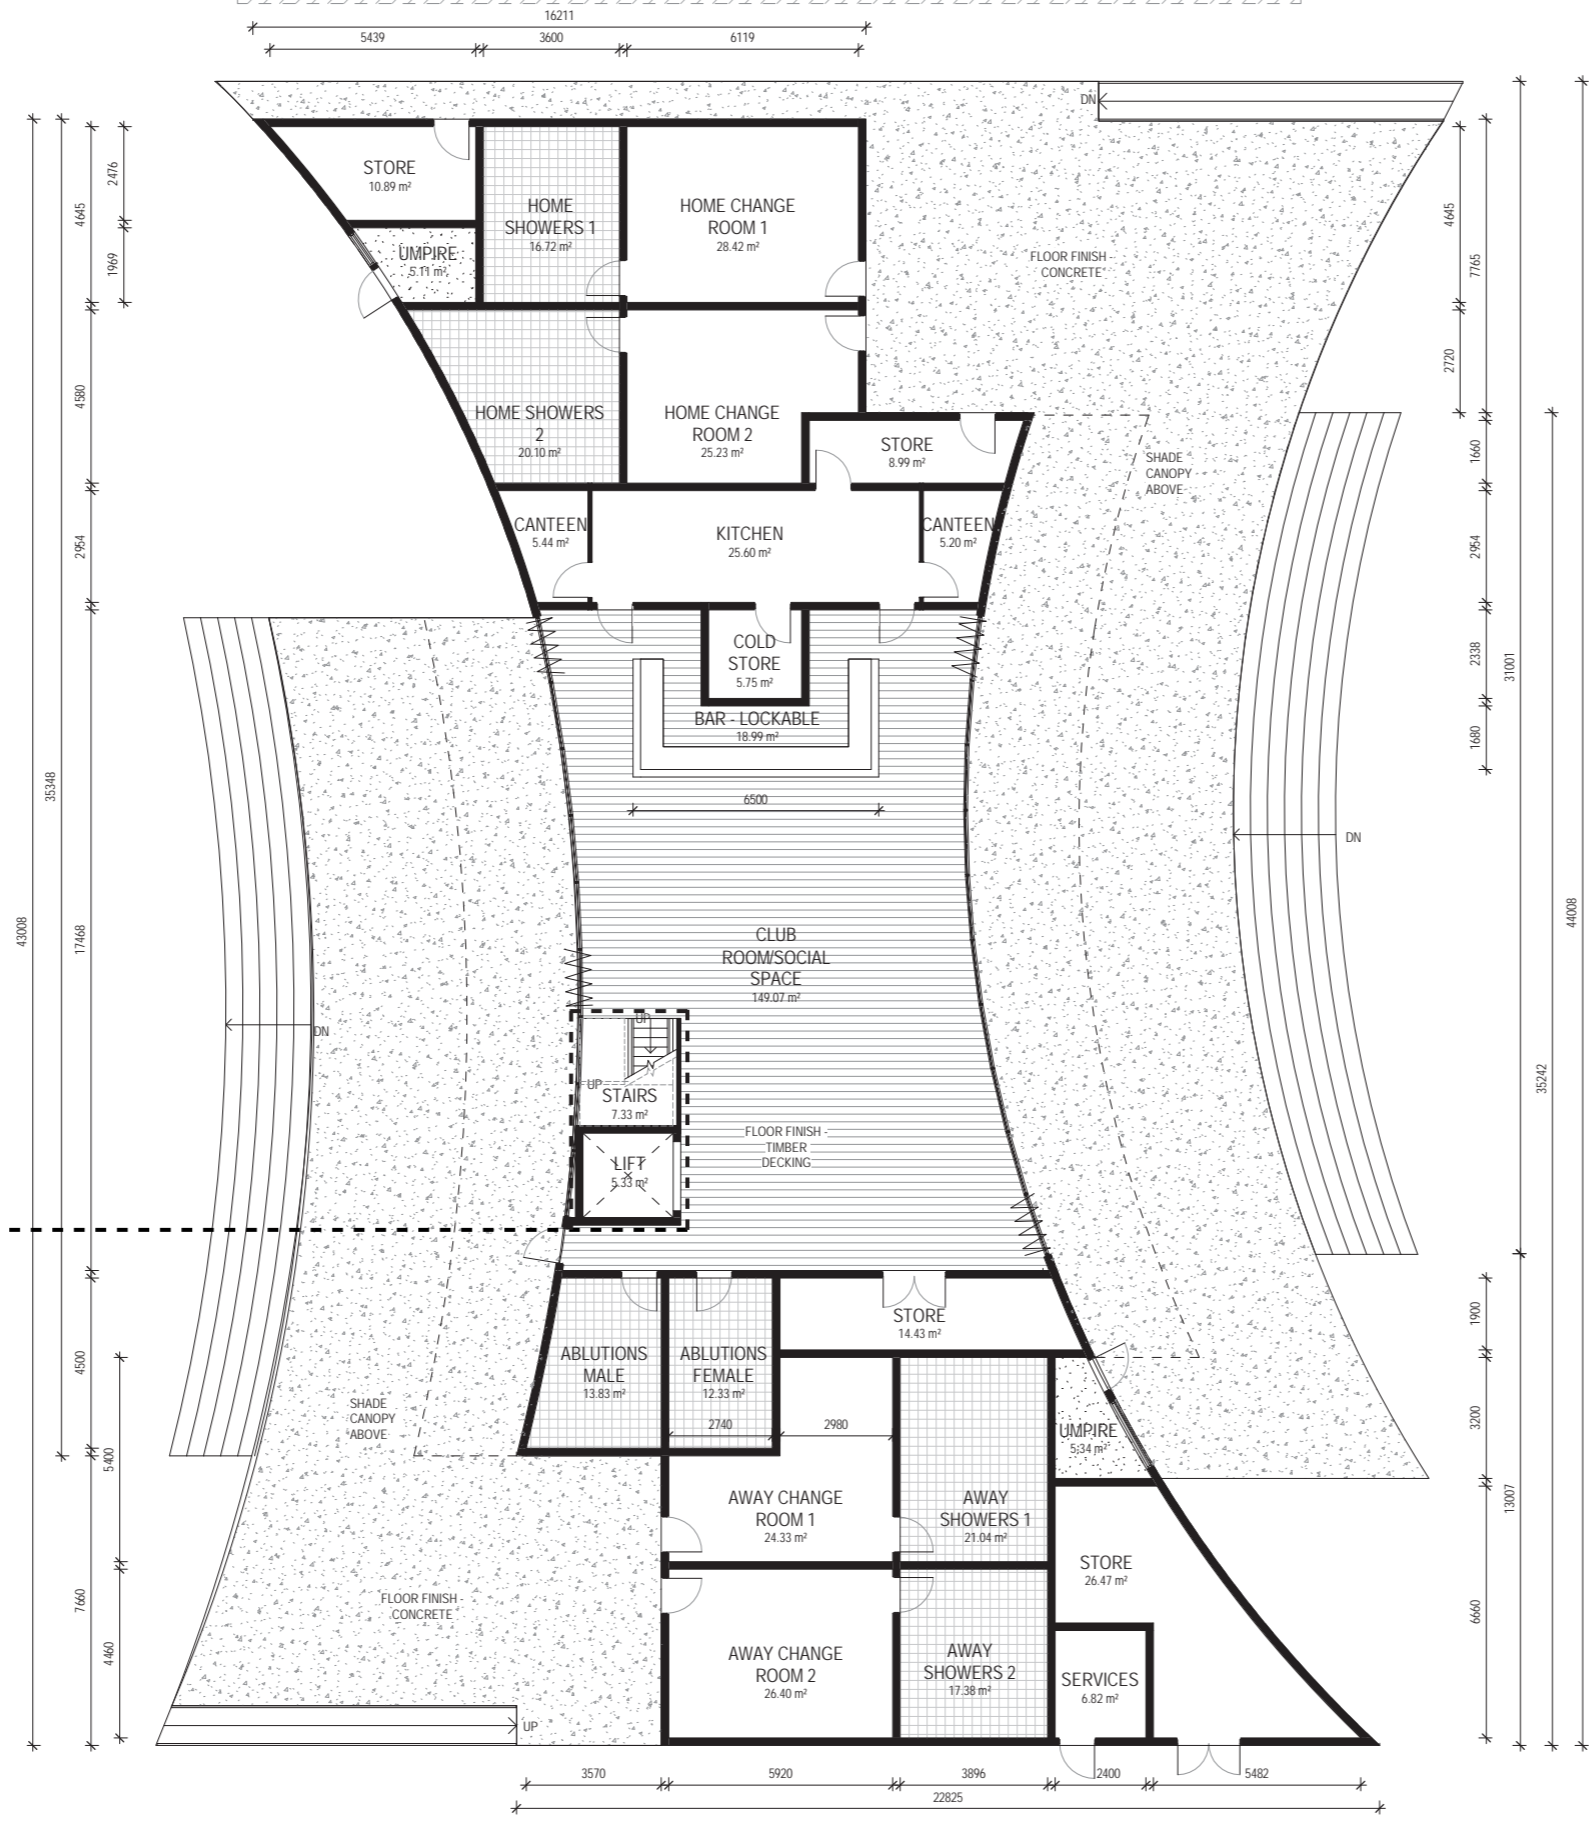 16211
5439
3600
6119
DN
STORE
10.89 m²
HOME
SHOWERS 1
16.72 m²
HOME CHANGE
ROOM 1
28.42 m²
UMPIRE
5.11 m²
FLOOR FINISH -
CONCRETE
2476
4645
1969
4645
7765
HOME SHOWERS
2
20.10 m²
HOME CHANGE
ROOM 2
25.23 m²
STORE
8.99 m²
4580
2720
SHADE
CANOPY
ABOVE
1660
CANTEEN
5.44 m²
KITCHEN
25.60 m²
CANTEEN
5.20 m²
2954
2954
COLD
STORE
5.75 m²
2338
31001
BAR - LOCKABLE
18.99 m²
1680
6500
35348
DN
43008
17468
44008
CLUB
ROOM/SOCIAL
SPACE
149.07 m²
DN
UP
UP
STAIRS
7.33 m²
35242
FLOOR FINISH -
TIMBER
DECKING
LIFT
5.33 m²
STORE
14.43 m²
1900
ABLUTIONS
MALE
13.83 m²
ABLUTIONS
FEMALE
12.33 m²
4500
SHADE
CANOPY
ABOVE
2740
2980
UMPIRE
5.34 m²
3200
5400
AWAY CHANGE
ROOM 1
24.33 m²
AWAY
SHOWERS 1
21.04 m²
13007
STORE
26.47 m²
FLOOR FINISH -
CONCRETE
7660
4460
6660
AWAY CHANGE
ROOM 2
26.40 m²
AWAY
SHOWERS 2
17.38 m²
SERVICES
6.82 m²
UP
3570
5920
3896
2400
5482
22825